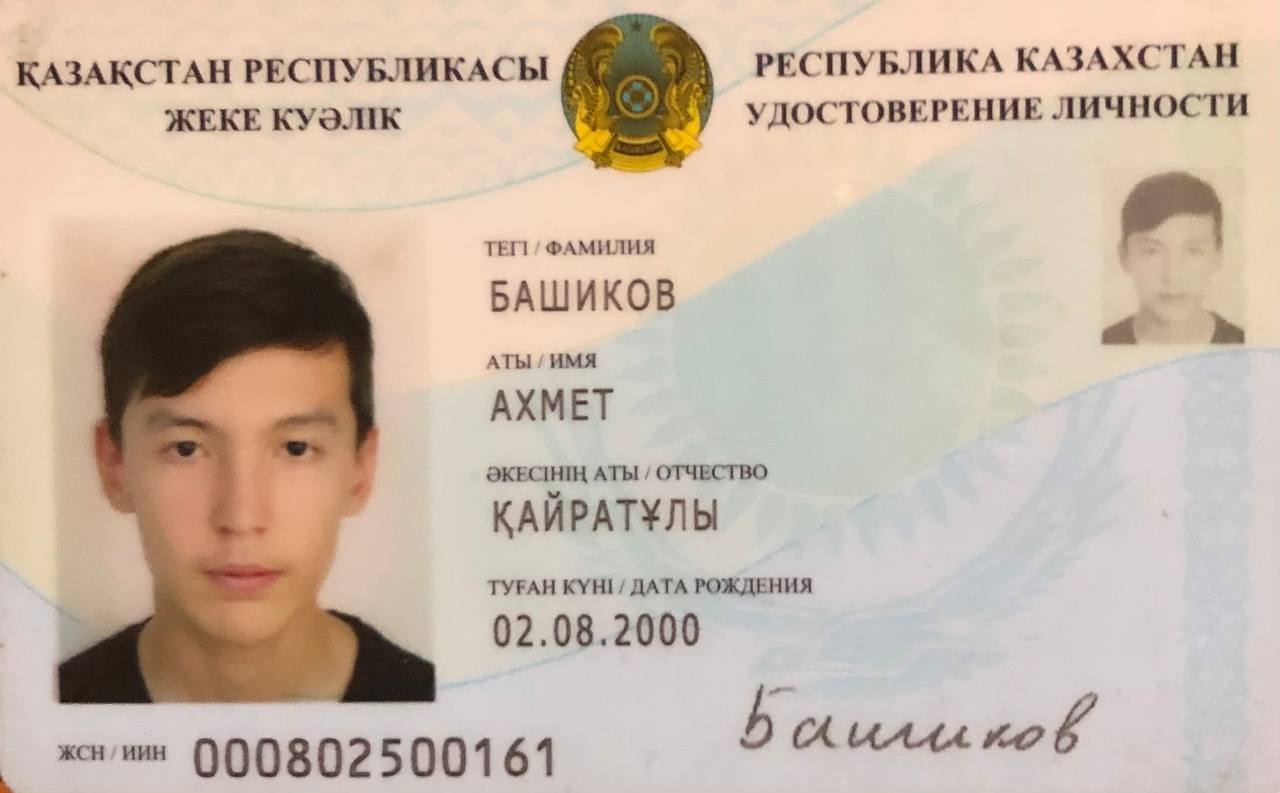 ҚАЗАҚСТАН РЕСПУБЛИКАСЫ
ЖЕКЕ КУӘЛІК
РЕСПУБЛИКА КАЗАХСТАН
УДОСТОВЕРЕНИЕ ЛИЧНОСТИ
ТЕГІ / ФАМИЛИЯ
БАШИКОВ
АТЫ / ИМЯ
АХМЕТ
ӘКЕСІНІҢ АТЫ / ОТЧЕСТВО
ҚАЙРАТҰЛЫ
ТУҒАН КҮНІ / ДАТА РОЖДЕНИЯ
02.08.2000
Башиков
ЖСН / ИИН 000802500161